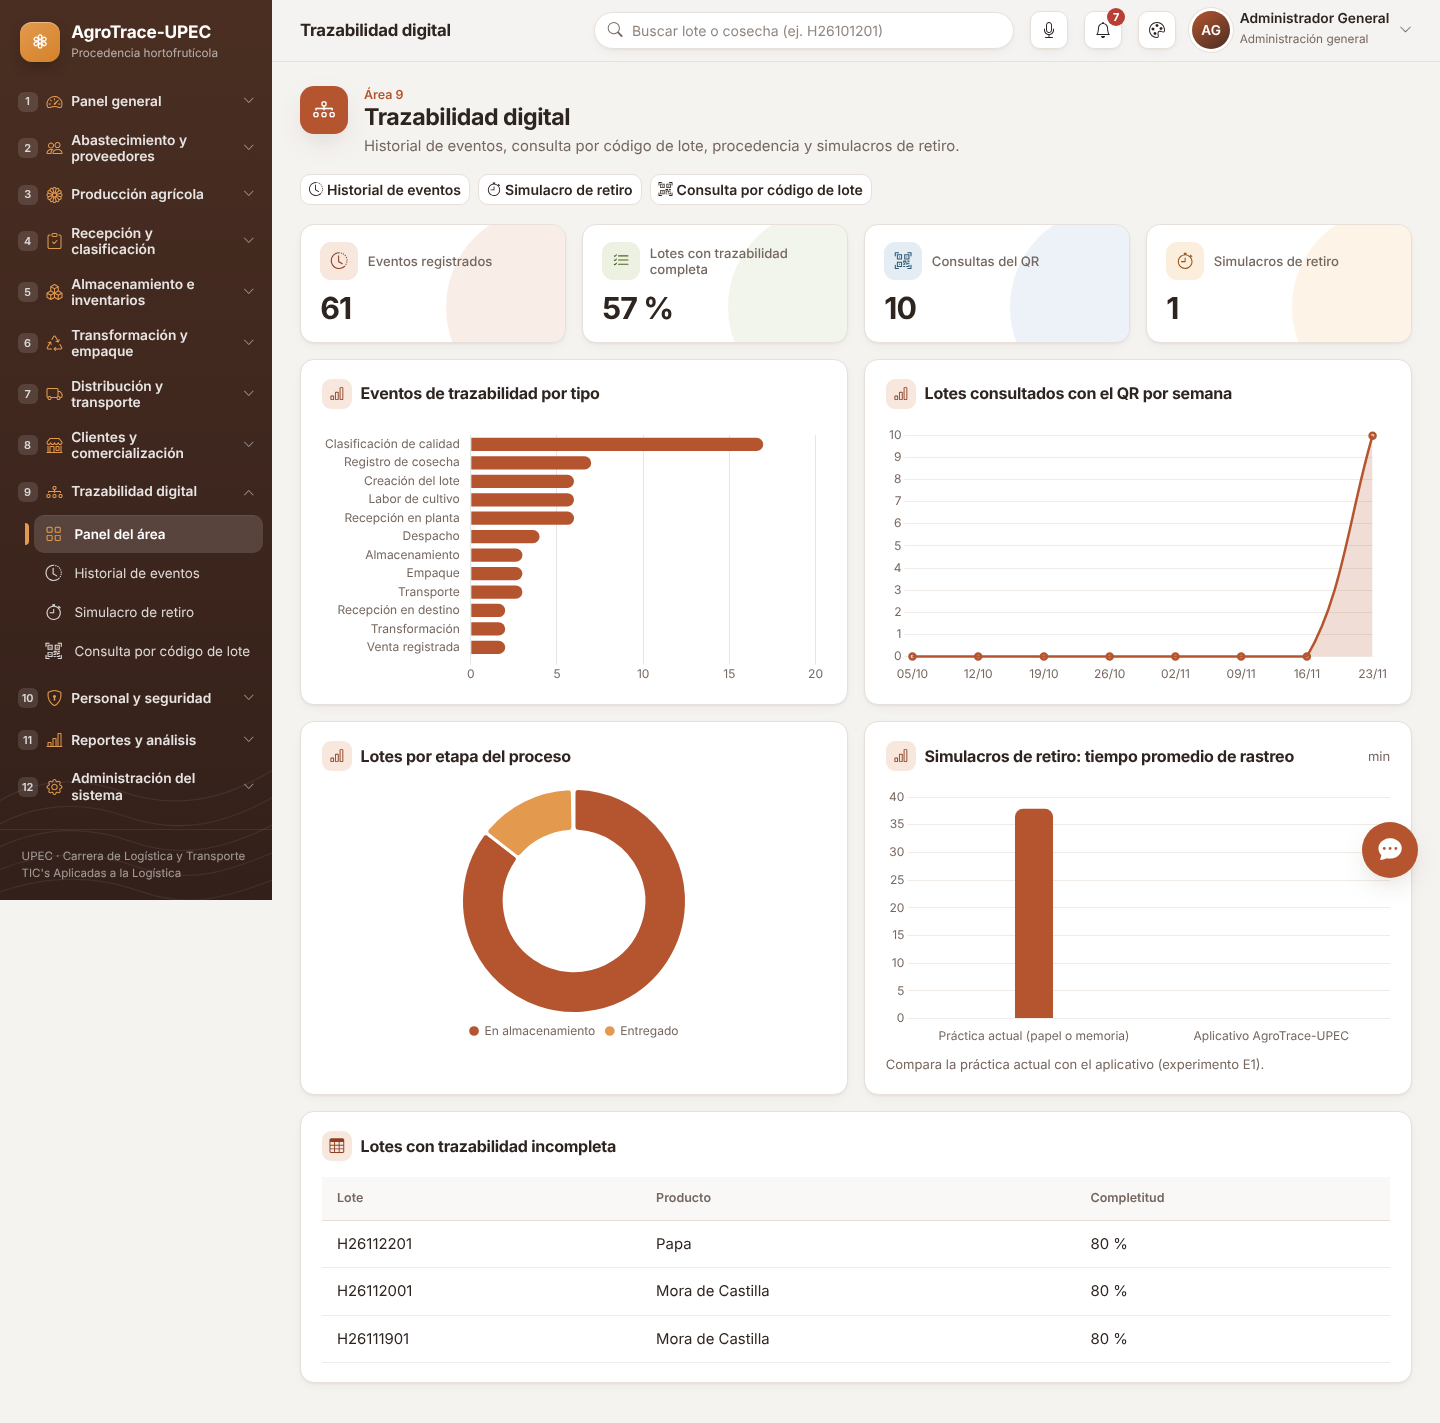 AgroTrace-UPEC
Procedencia hortofrutícola
1 Panel general
2 Abastecimiento y
proveedores
3 Producción agrícola
4 Recepción y
clasificación
5 Almacenamiento e
inventarios
6 Transformación y
empaque
7 Distribución y
transporte
8 Clientes y
comercialización
9 Trazabilidad digital
Panel del área
Historial de eventos
Simulacro de retiro
Consulta por código de lote
10 Personal y seguridad
11 Reportes y análisis
12 Administración del
sistema
UPEC · Carrera de Logística y Transporte
TIC's Aplicadas a la Logística
Trazabilidad digital
Buscar lote o cosecha (ej. H26101201)
7
AG
Administrador General
Administración general
Área 9
Trazabilidad digital
Historial de eventos, consulta por código de lote, procedencia y simulacros de retiro.
Historial de eventos
Simulacro de retiro
Consulta por código de lote
Eventos registrados
61
Lotes con trazabilidad
completa
57 %
Consultas del QR
10
Simulacros de retiro
1
Eventos de trazabilidad por tipo
Clasificación de calidad
Registro de cosecha
Creación del lote
Labor de cultivo
Recepción en planta
Despacho
Almacenamiento
Empaque
Transporte
Recepción en destino
Transformación
Venta registrada
0 5 10 15 20
Lotes consultados con el QR por semana
10
9
8
7
6
5
4
3
2
1
0
05/10 12/10 19/10 26/10 02/11 09/11 16/11 23/11
Lotes por etapa del proceso
En almacenamiento Entregado
Simulacros de retiro: tiempo promedio de rastreo
min
40
35
30
25
20
15
10
5
0
Práctica actual (papel o memoria) Aplicativo AgroTrace-UPEC
Compara la práctica actual con el aplicativo (experimento E1).
Lotes con trazabilidad incompleta
Lote Producto Completitud
H26112201 Papa 80 %
H26112001 Mora de Castilla 80 %
H26111901 Mora de Castilla 80 %